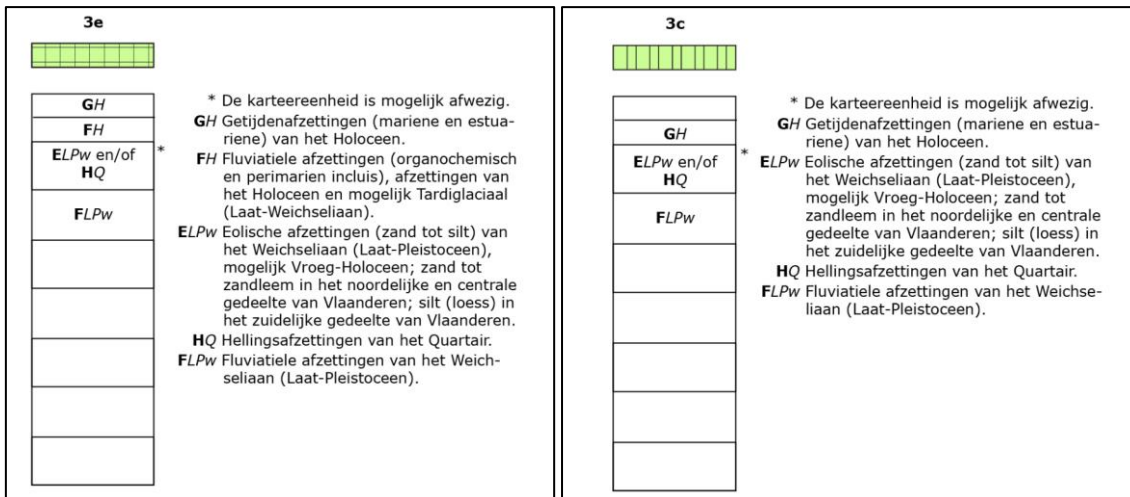 3e
GH
FH
ELPw en/of
HQ
*
FLPw
* De karteereenheid is mogelijk afwezig.
GH Getijdenafzettingen (mariene en estua-
riene) van het Holoceen.
FH Fluviatiele afzettingen (organochemisch
en perimarien incluis), afzettingen van
het Holoceen en mogelijk Tardiglaciaal
(Laat-Weichseliaan).
ELPw Eolische afzettingen (zand tot silt) van
het Weichseliaan (Laat-Pleistoceen),
mogelijk Vroeg-Holoceen; zand tot
zandleem in het noordelijke en centrale
gedeelte van Vlaanderen; silt (loess) in
het zuidelijke gedeelte van Vlaanderen.
HQ Hellingsafzettingen van het Quartair.
FLPw Fluviatiele afzettingen van het Weich-
seliaan (Laat-Pleistoceen).
3c
GH
ELPw en/of
HQ
*
FLPw
* De karteereenheid is mogelijk afwezig.
GH Getijdenafzettingen (mariene en estua-
riene) van het Holoceen.
ELPw Eolische afzettingen (zand tot silt) van
het Weichseliaan (Laat-Pleistoceen),
mogelijk Vroeg-Holoceen; zand tot
zandleem in het noordelijke en centrale
gedeelte van Vlaanderen; silt (loess) in
het zuidelijke gedeelte van Vlaanderen.
HQ Hellingsafzettingen van het Quartair.
FLPw Fluviatiele afzettingen van het Weichse-
liaan (Laat-Pleistoceen).